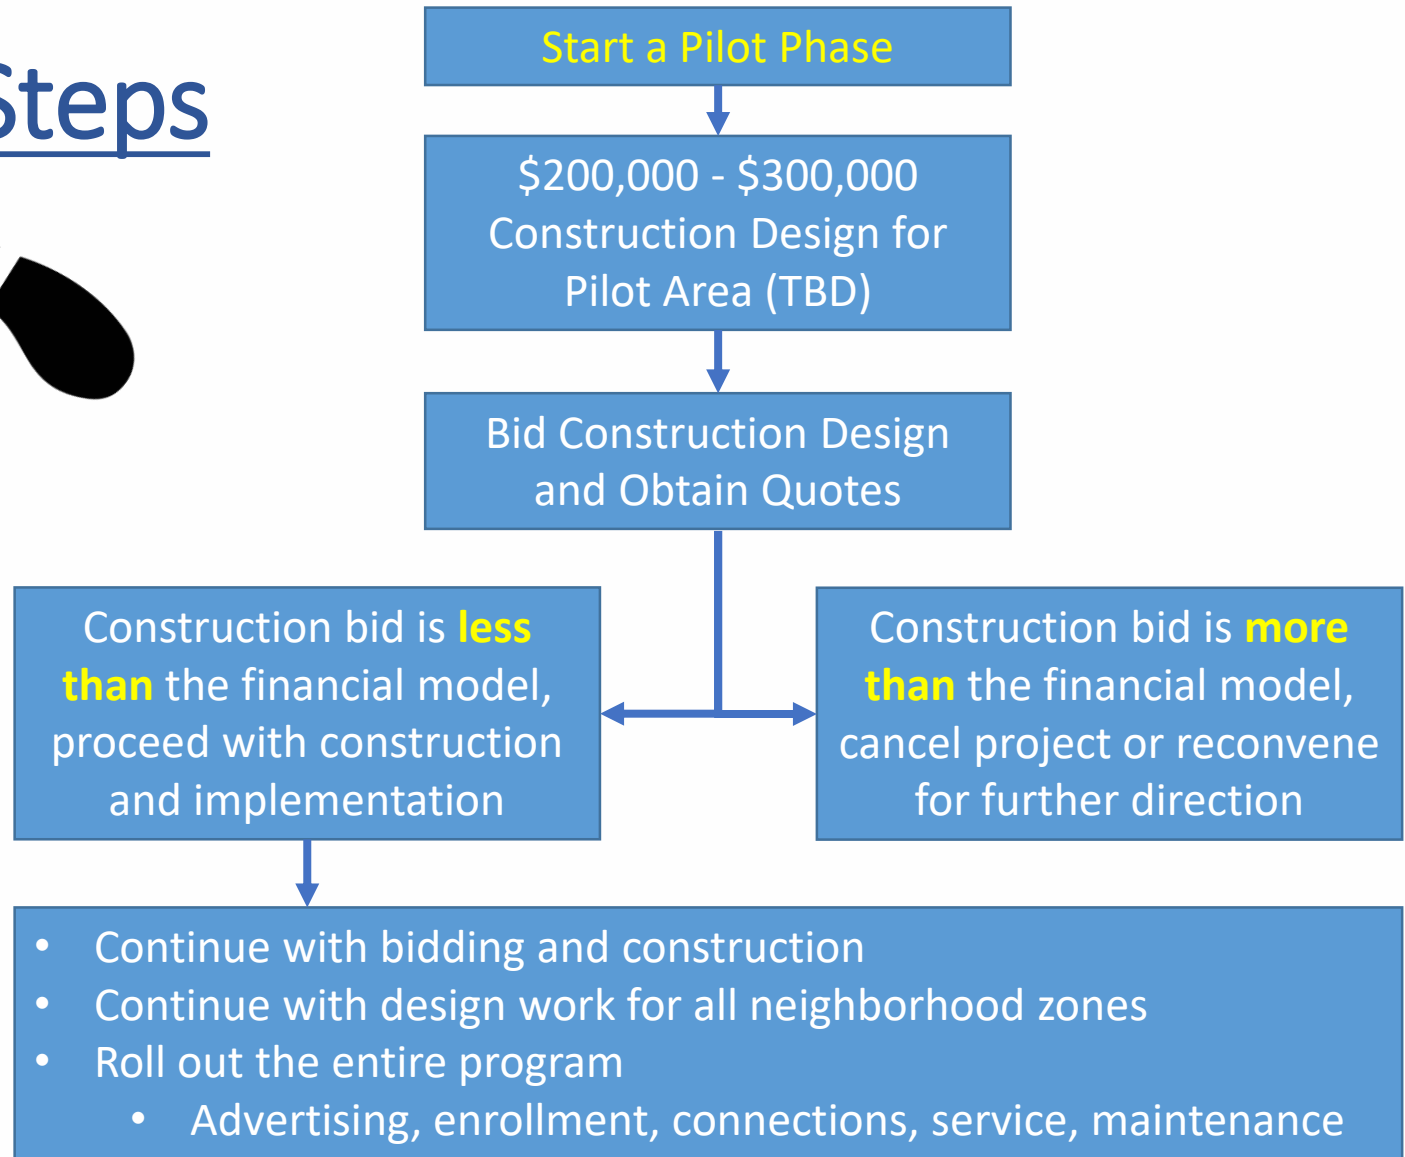 Steps
Start a Pilot Phase
$200,000 - $300,000
Construction Design for
Pilot Area (TBD)
Bid Construction Design
and Obtain Quotes
Construction bid is less
than the financial model,
proceed with construction
and implementation
Construction bid is more
than the financial model,
cancel project or reconvene
for further direction
• Continue with bidding and construction
• Continue with design work for all neighborhood zones
• Roll out the entire program
• Advertising, enrollment, connections, service, maintenance